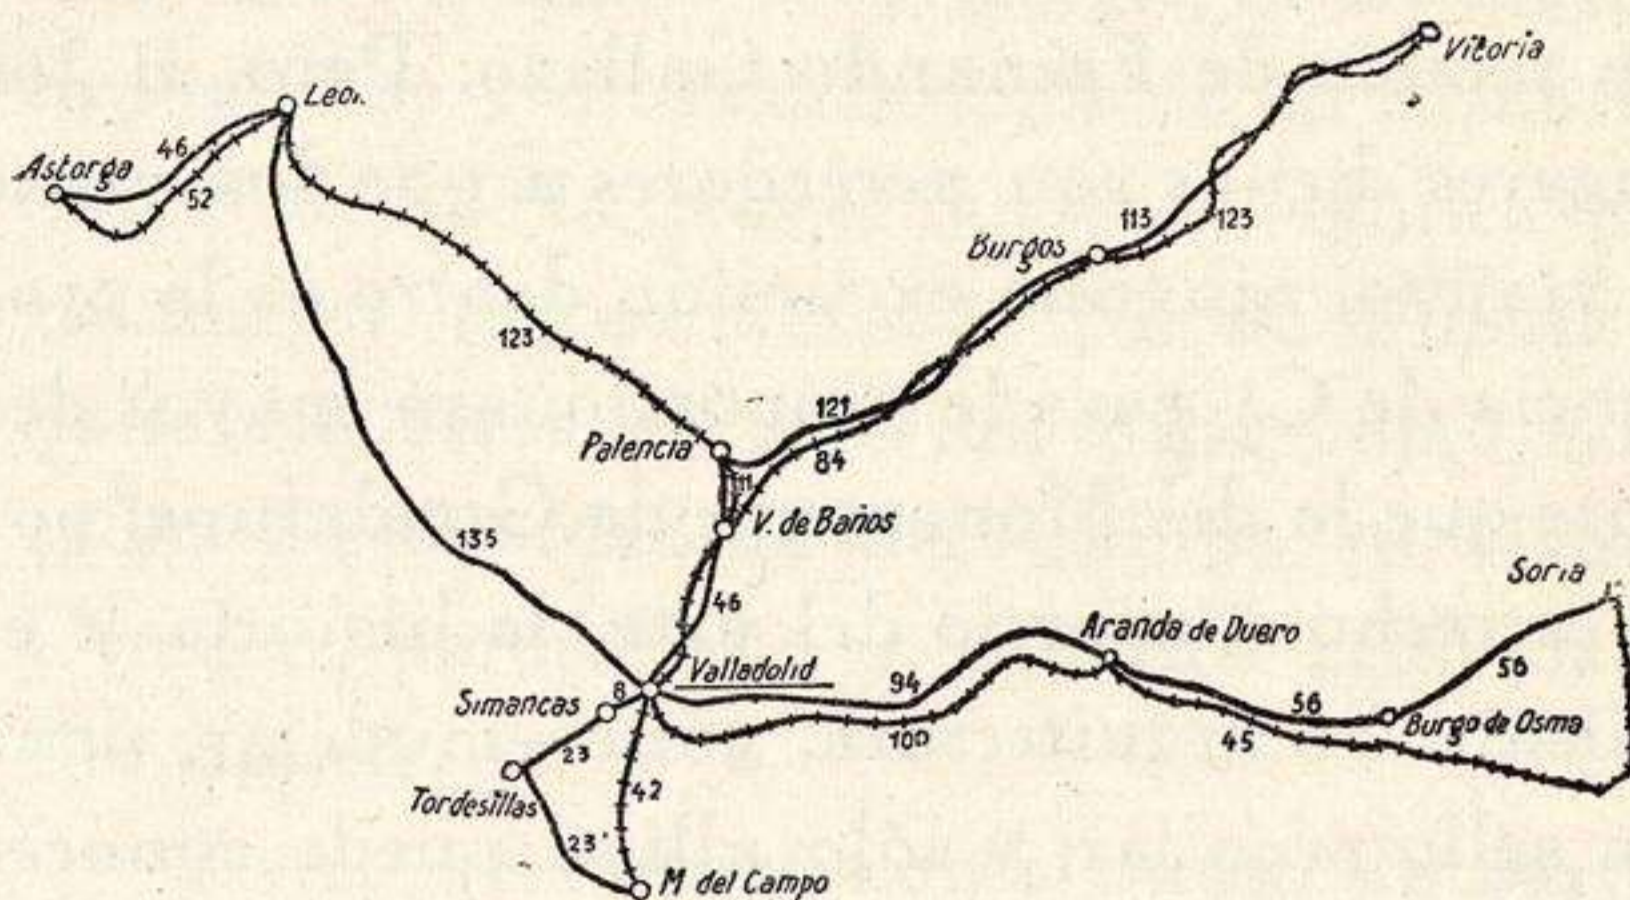 Vitoria
Leon
46
Astorga
52
113
123
Burgos
123
121
Palencia
84
11
V. de Baños
135
Soria
46
Aranda de Duero
Valladolid
56
8
94
Simancas
56
Burgo de Osma
100
45
23
42
Tordesillas
23
M del Campo